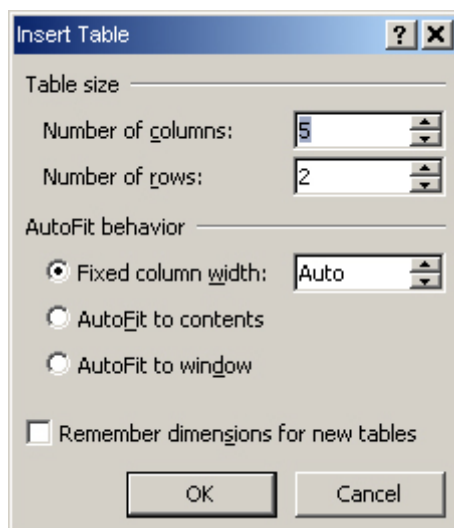 Insert Table
Table size
Number of columns: 5
Number of rows: 2
AutoFit behavior
Fixed column width: Auto
AutoFit to contents
AutoFit to window
Remember dimensions for new tables
OK Cancel